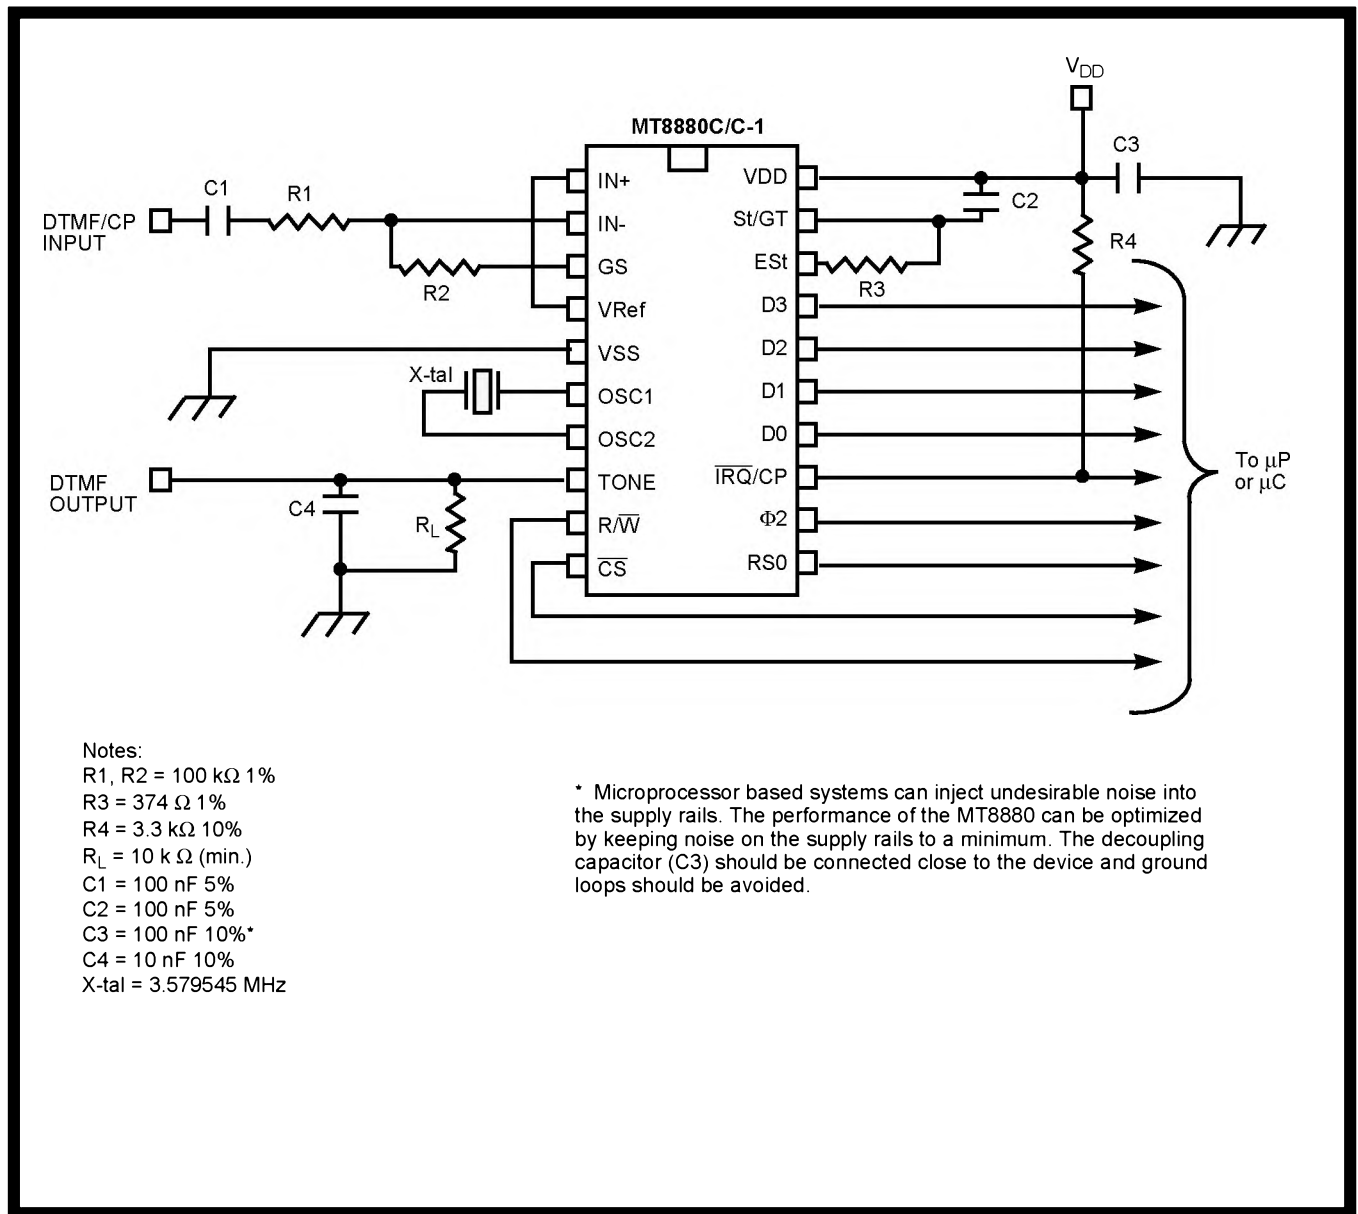 V_DD
MT8880C/C-1
C3
C1
R1
DTMF/CP
INPUT
IN+
IN-
GS
VRef
VSS
OSC1
OSC2
TONE
R/W̅
C̅S̅
VDD
St/GT
ESt
D3
D2
D1
D0
I̅R̅Q̅/CP
Φ2
RS0
C2
R4
R3
R2
X-tal
DTMF
OUTPUT
C4
R_L
To µP
or µC
Notes:
R1, R2 = 100 kΩ 1%
R3 = 374 Ω 1%
R4 = 3.3 kΩ 10%
R_L = 10 k Ω (min.)
C1 = 100 nF 5%
C2 = 100 nF 5%
C3 = 100 nF 10%*
C4 = 10 nF 10%
X-tal = 3.579545 MHz
* Microprocessor based systems can inject undesirable noise into
the supply rails. The performance of the MT8880 can be optimized
by keeping noise on the supply rails to a minimum. The decoupling
capacitor (C3) should be connected close to the device and ground
loops should be avoided.